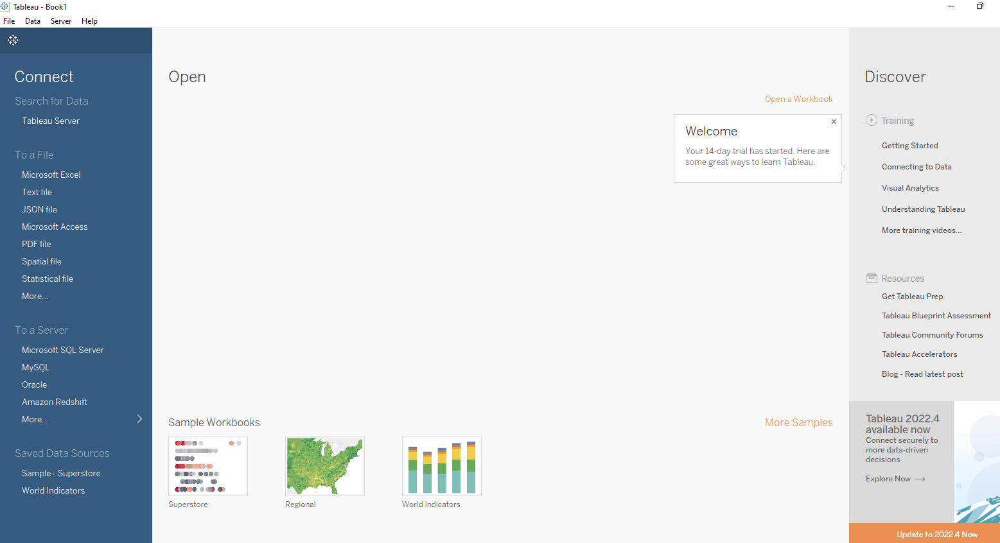 Tableau - Book1
File Data Server Help
Connect
Search for Data
Tableau Server
To a File
Microsoft Excel
Text file
JSON file
Microsoft Access
PDF file
Spatial file
Statistical file
More...
To a Server
Microsoft SQL Server
MySQL
Oracle
Amazon Redshift
More...
Saved Data Sources
Sample - Superstore
World Indicators
Open
Open a Workbook
Welcome
Your 14-day trial has started. Here are
some great ways to learn Tableau.
Sample Workbooks
More Samples
Superstore
Regional
World Indicators
Discover
Training
Getting Started
Connecting to Data
Visual Analytics
Understanding Tableau
More training videos...
Resources
Get Tableau Prep
Tableau Blueprint Assessment
Tableau Community Forums
Tableau Accelerators
Blog - Read latest post
Tableau 2022.4
available now
Connect securely to
more data-driven
decisions
Explore Now
Update to 2022.4 Now